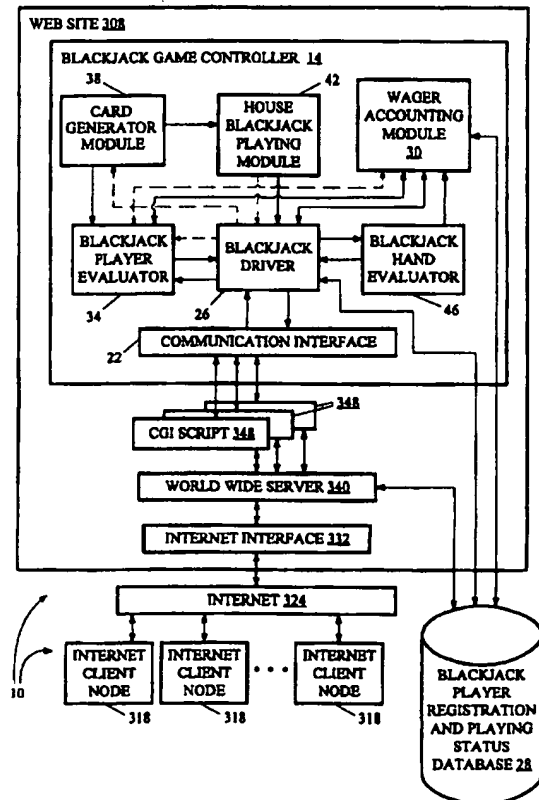 WEB SITE 308
BLACKJACK GAME CONTROLLER 14
38
42
CARD
GENERATOR
MODULE
HOUSE
BLACKJACK
PLAYING
MODULE
WAGER
ACCOUNTING
MODULE
30
BLACKJACK
PLAYER
EVALUATOR
BLACKJACK
DRIVER
BLACKJACK
HAND
EVALUATOR
34
26
46
22
COMMUNICATION INTERFACE
348
CGI SCRIPT 348
WORLD WIDE SERVER 340
INTERNET INTERFACE 332
INTERNET 324
10
INTERNET
CLIENT
NODE
INTERNET
CLIENT
NODE
• • •
INTERNET
CLIENT
NODE
318
318
318
BLACKJACK
PLAYER
REGISTRATION
AND PLAYING
STATUS
DATABASE 28